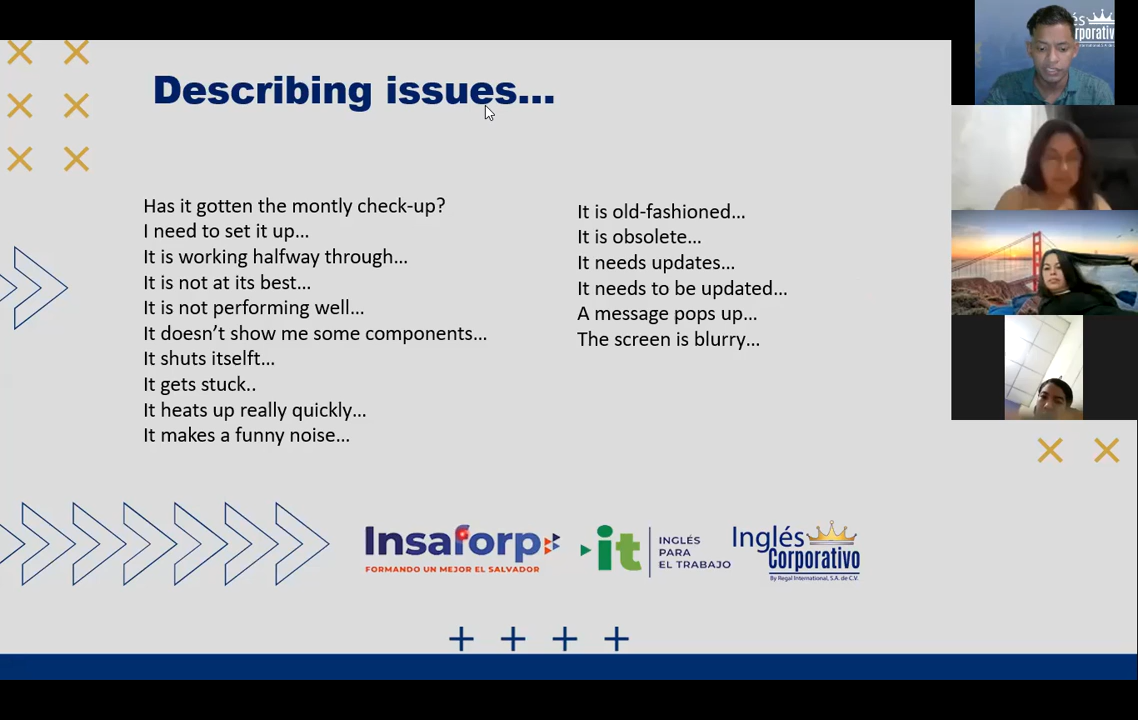 Describing issues...
Has it gotten the montly check-up?
I need to set it up...
It is working halfway through...
It is not at its best...
It is not performing well...
It doesn't show me some components...
It shuts itselft...
It gets stuck..
It heats up really quickly...
It makes a funny noise...
It is old-fashioned...
It is obsolete...
It needs updates...
It needs to be updated...
A message pops up...
The screen is blurry...
Insaforp
FORMANDO UN MEJOR EL SALVADOR
it
INGLÉS
PARA
EL TRABAJO
Inglés
Corporativo
By Regal International, S.A. de C.V.